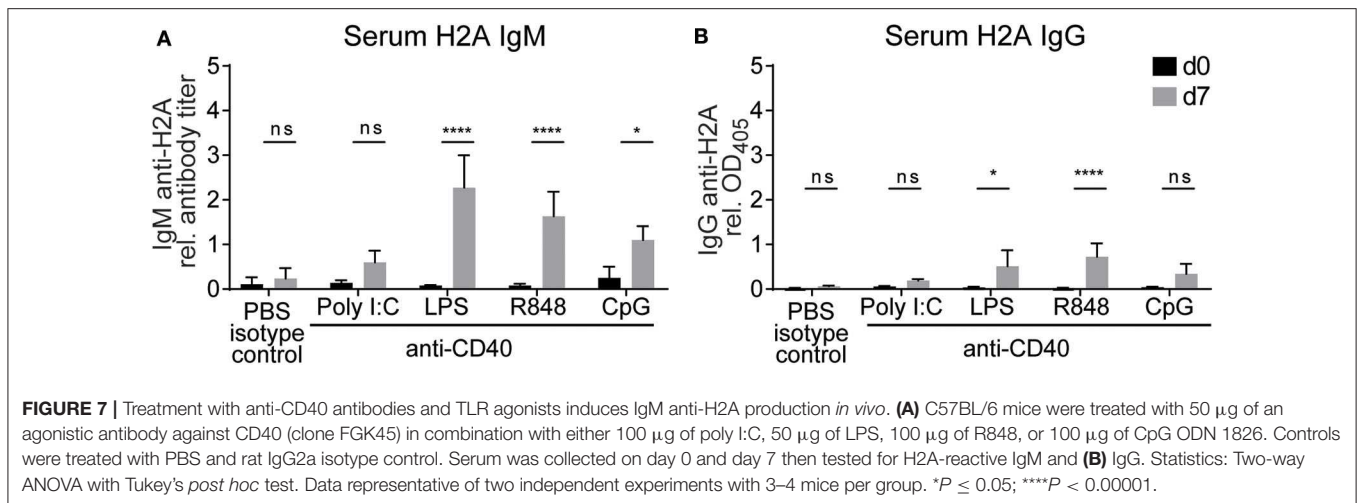 A
Serum H2A IgM
IgM anti-H2A
rel. antibody titer
5
4
3
2
1
0
ns
ns
****
****
*
PBS
isotype
control
Poly I:C
LPS
R848
CpG
anti-CD40
B
Serum H2A IgG
IgG anti-H2A
rel. OD405
5
4
3
2
1
0
ns
ns
*
****
ns
d0
d7
PBS
isotype
control
Poly I:C
LPS
R848
CpG
anti-CD40
FIGURE 7 | Treatment with anti-CD40 antibodies and TLR agonists induces IgM anti-H2A production in vivo. (A) C57BL/6 mice were treated with 50 μg of an
agonistic antibody against CD40 (clone FGK45) in combination with either 100 μg of poly I:C, 50 μg of LPS, 100 μg of R848, or 100 μg of CpG ODN 1826. Controls
were treated with PBS and rat IgG2a isotype control. Serum was collected on day 0 and day 7 then tested for H2A-reactive IgM and (B) IgG. Statistics: Two-way
ANOVA with Tukey's post hoc test. Data representative of two independent experiments with 3–4 mice per group. *P ≤ 0.05; ****P < 0.00001.